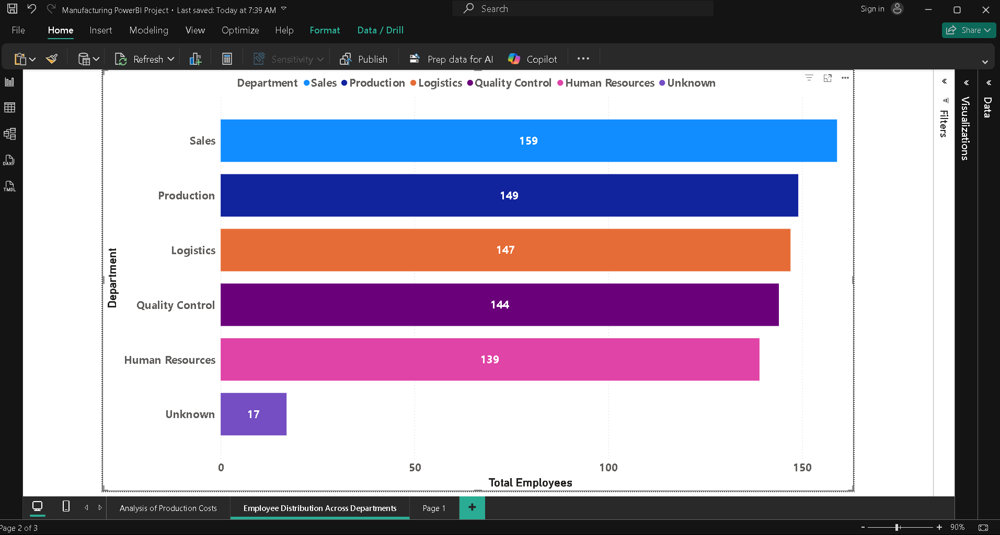 Manufacturing PowerBI Project • Last saved: Today at 7:39 AM
Search
Sign in
File Home Insert Modeling View Optimize Help Format Data / Drill
Share
Refresh Sensitivity Publish Prep data for AI Copilot
DAX
TMDL
Department Sales Production Logistics Quality Control Human Resources Unknown
Department
Sales 159
Production 149
Logistics 147
Quality Control 144
Human Resources 139
Unknown 17
0 50 100 150
Total Employees
Filters
Visualizations
Data
Analysis of Production Costs Employee Distribution Across Departments Page 1 +
Page 2 of 3
- + 90%